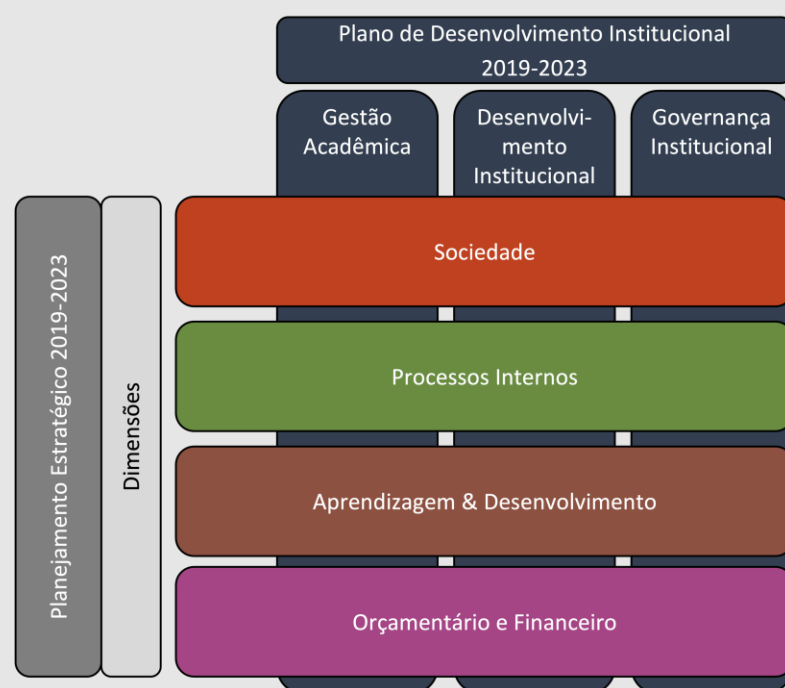 Plano de Desenvolvimento Institucional
2019-2023
Gestão
Acadêmica
Desenvolvi-
mento
Institucional
Governança
Institucional
Planejamento Estratégico 2019-2023
Dimensões
Sociedade
Processos Internos
Aprendizagem & Desenvolvimento
Orçamentário e Financeiro